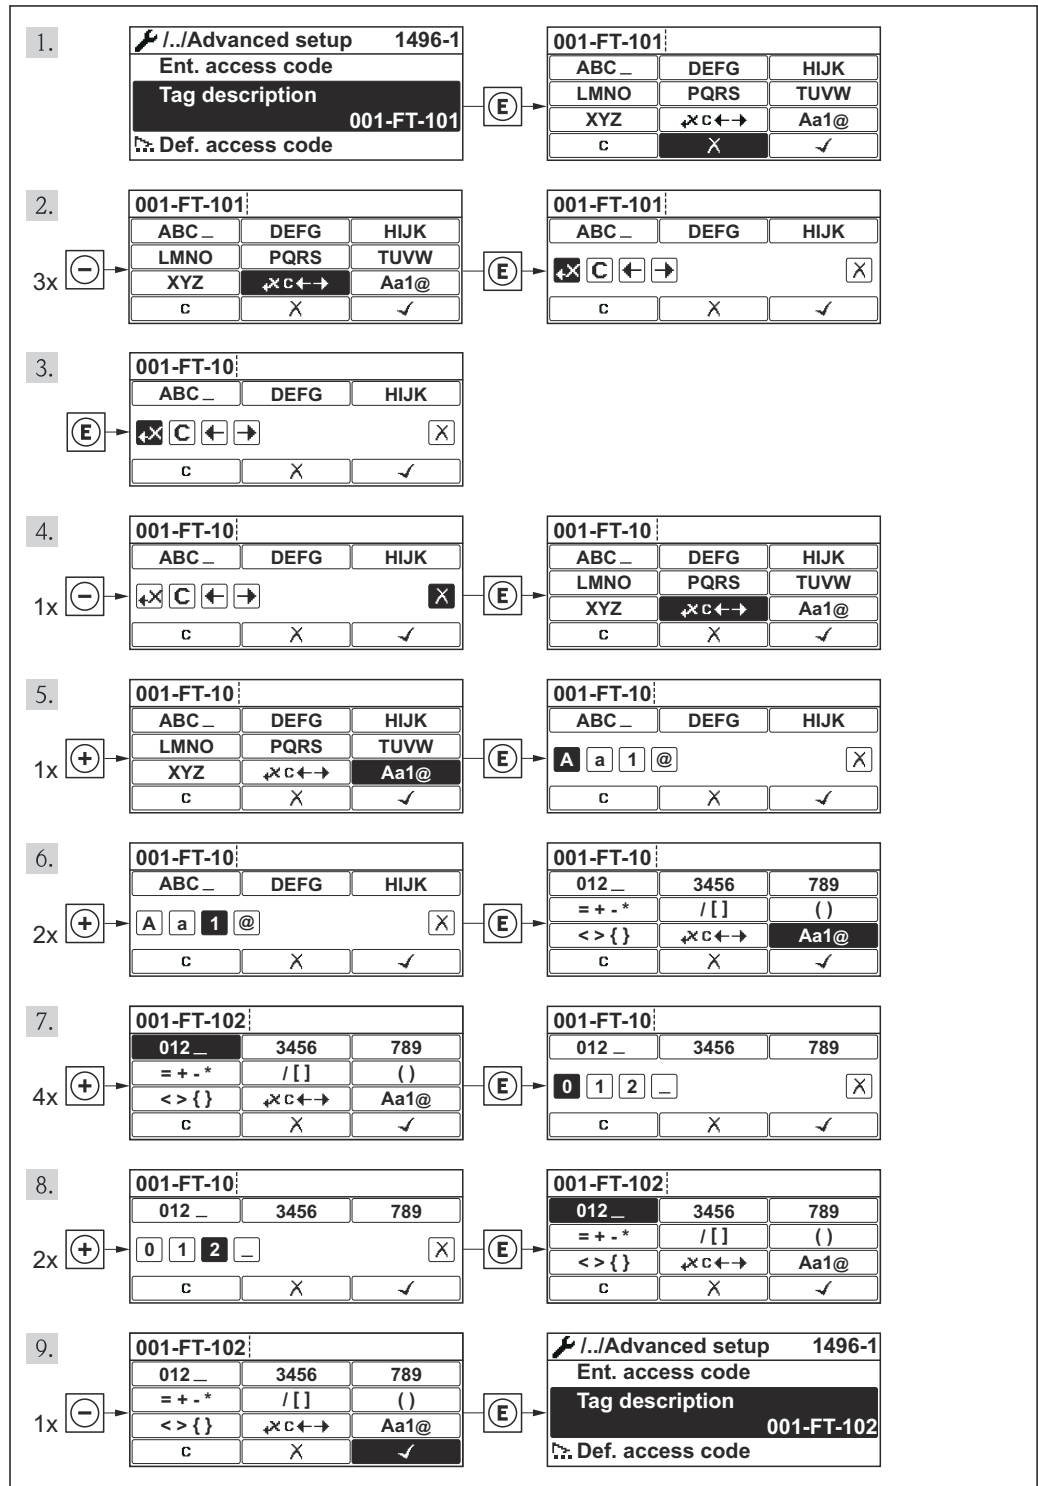 1.
/../Advanced setup 1496-1
Ent. access code
Tag description
001-FT-101
Def. access code
E
001-FT-101
ABC_ DEFG HIJK
LMNO PQRS TUVW
XYZ C Aa1@
C
2.
3x
001-FT-101
ABC_ DEFG HIJK
LMNO PQRS TUVW
XYZ C Aa1@
C
E
001-FT-101
ABC_ DEFG HIJK
C
C
3.
E
001-FT-10
ABC_ DEFG HIJK
C
C
4.
1x
001-FT-10
ABC_ DEFG HIJK
C
C
E
001-FT-10
ABC_ DEFG HIJK
LMNO PQRS TUVW
XYZ C Aa1@
C
5.
1x
001-FT-10
ABC_ DEFG HIJK
LMNO PQRS TUVW
XYZ C Aa1@
C
E
001-FT-10
ABC_ DEFG HIJK
A a 1 @
C
6.
2x
001-FT-10
ABC_ DEFG HIJK
A a 1 @
C
E
001-FT-10
012_ 3456 789
= + - * / [ ] ( )
< > { } C Aa1@
C
7.
4x
001-FT-102
012_ 3456 789
= + - * / [ ] ( )
< > { } C Aa1@
C
E
001-FT-10
012_ 3456 789
0 1 2 _
C
8.
2x
001-FT-10
012_ 3456 789
0 1 2 _
C
E
001-FT-102
012_ 3456 789
= + - * / [ ] ( )
< > { } C Aa1@
C
9.
1x
001-FT-102
012_ 3456 789
= + - * / [ ] ( )
< > { } C Aa1@
C
E
/../Advanced setup 1496-1
Ent. access code
Tag description
001-FT-102
Def. access code